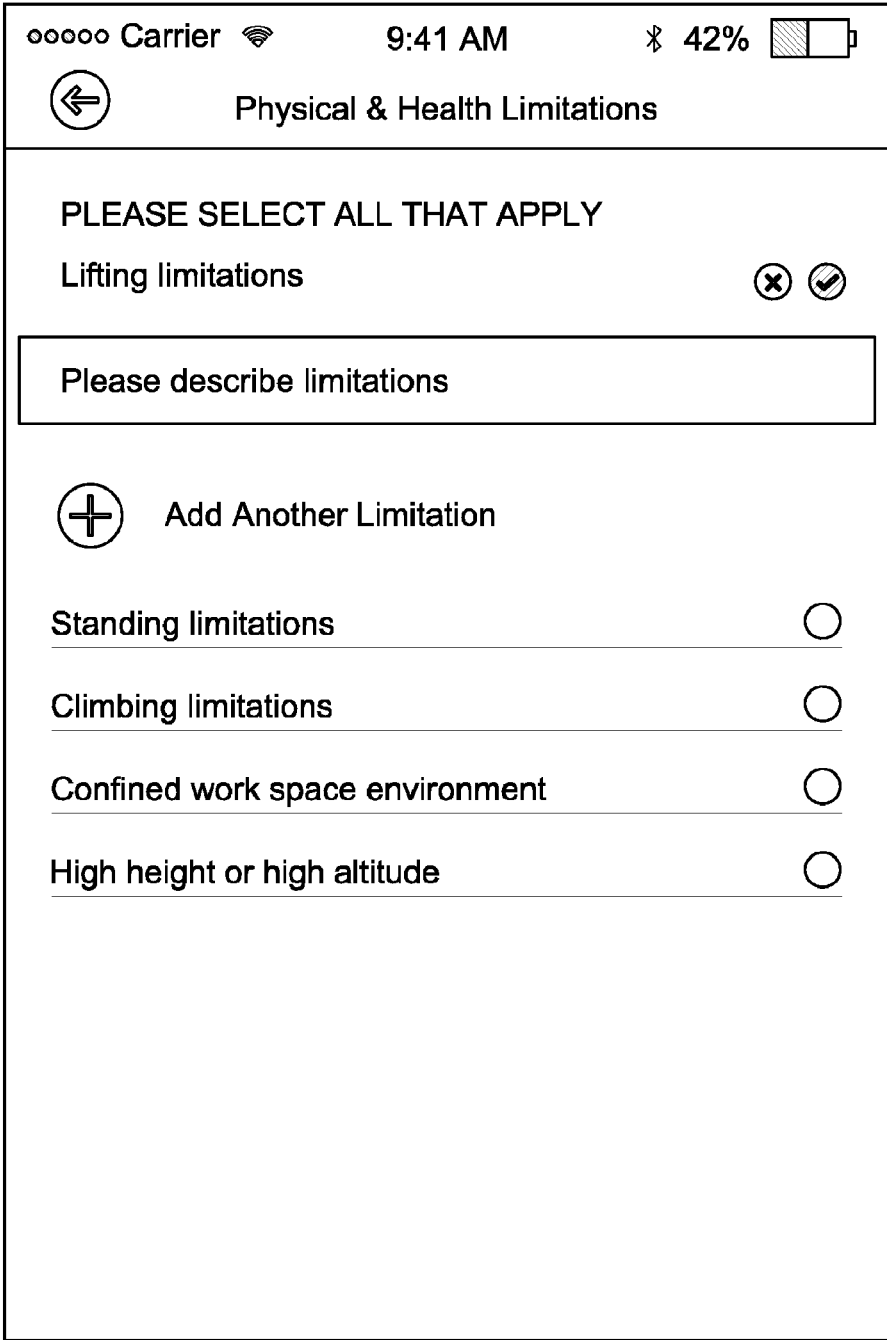 Carrier 9:41 AM 42%
Physical & Health Limitations
PLEASE SELECT ALL THAT APPLY
Lifting limitations
Please describe limitations
Add Another Limitation
Standing limitations
Climbing limitations
Confined work space environment
High height or high altitude